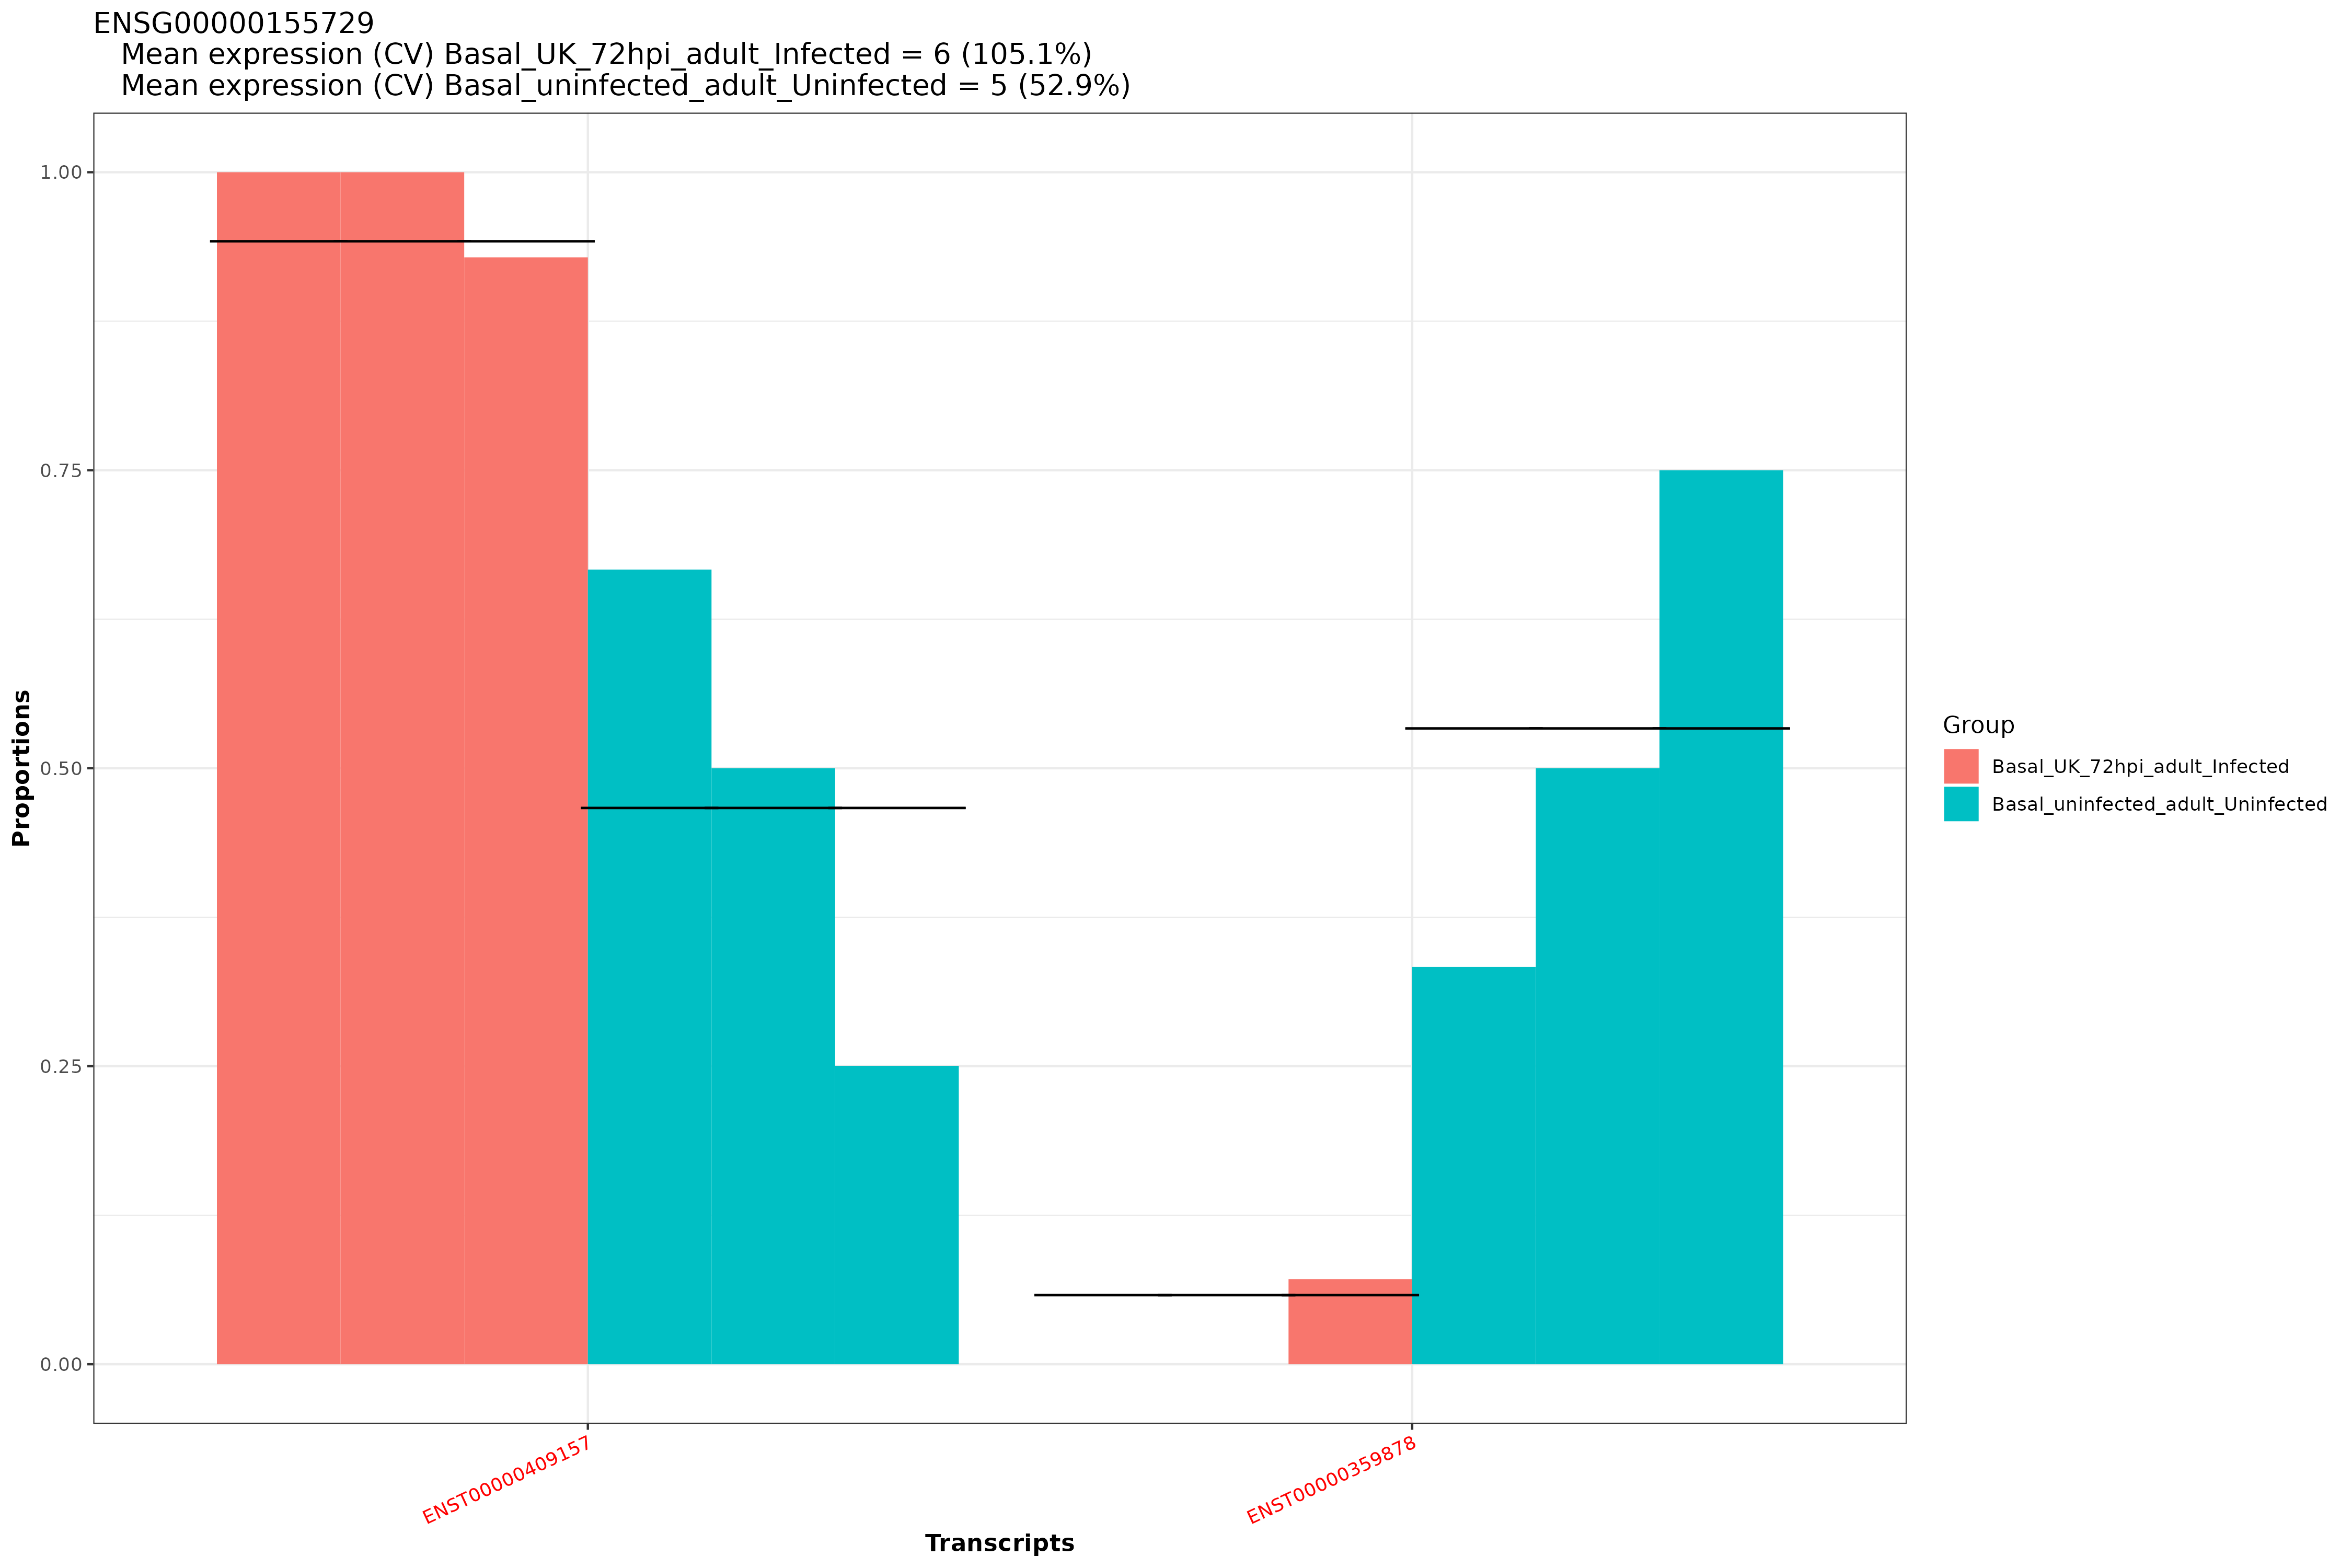 ENSG00000155729
Mean expression (CV) Basal_UK_72hpi_adult_Infected = 6 (105.1%)
Mean expression (CV) Basal_uninfected_adult_Uninfected = 5 (52.9%)
1.00
0.75
0.50
0.25
0.00
Proportions
ENST00000409157
ENST00000359878
Transcripts
Group
Basal_UK_72hpi_adult_Infected
Basal_uninfected_adult_Uninfected